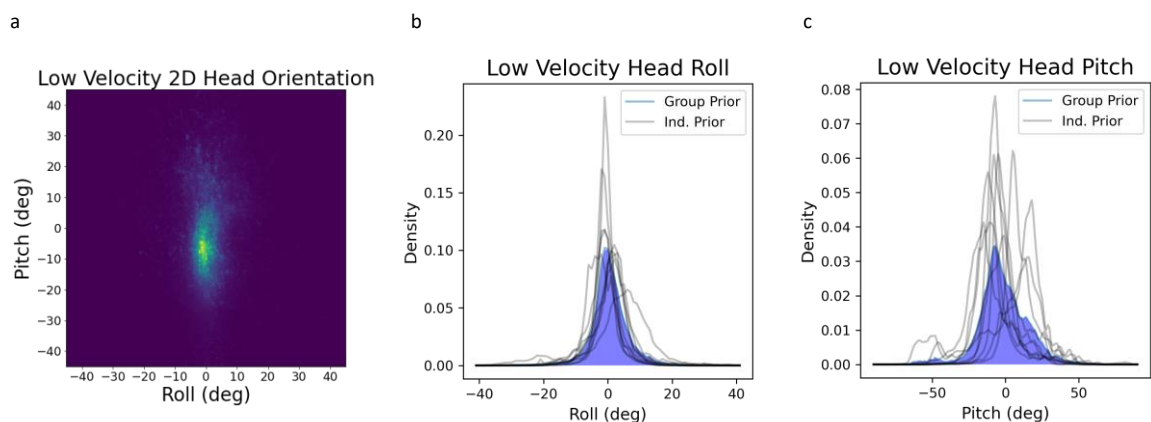 a
b
c
Low Velocity 2D Head Orientation
40
30
20
10
0
−10
−20
−30
−40
Pitch (deg)
−40 −30 −20 −10 0 10 20 30 40
Roll (deg)
Low Velocity Head Roll
Group Prior
Ind. Prior
0.20
0.15
0.10
0.05
0.00
Density
−40 −20 0 20 40
Roll (deg)
Low Velocity Head Pitch
Group Prior
Ind. Prior
0.08
0.07
0.06
0.05
0.04
0.03
0.02
0.01
0.00
Density
−50 0 50
Pitch (deg)